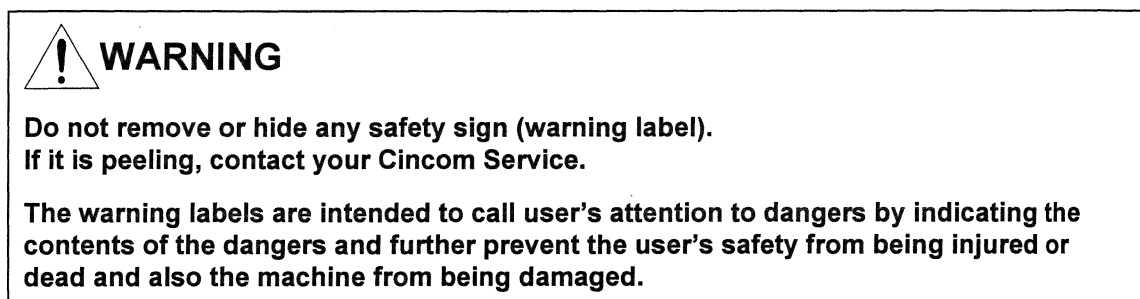 WARNING
Do not remove or hide any safety sign (warning label).
If it is peeling, contact your Cincom Service.
The warning labels are intended to call user's attention to dangers by indicating the
contents of the dangers and further prevent the user's safety from being injured or
dead and also the machine from being damaged.